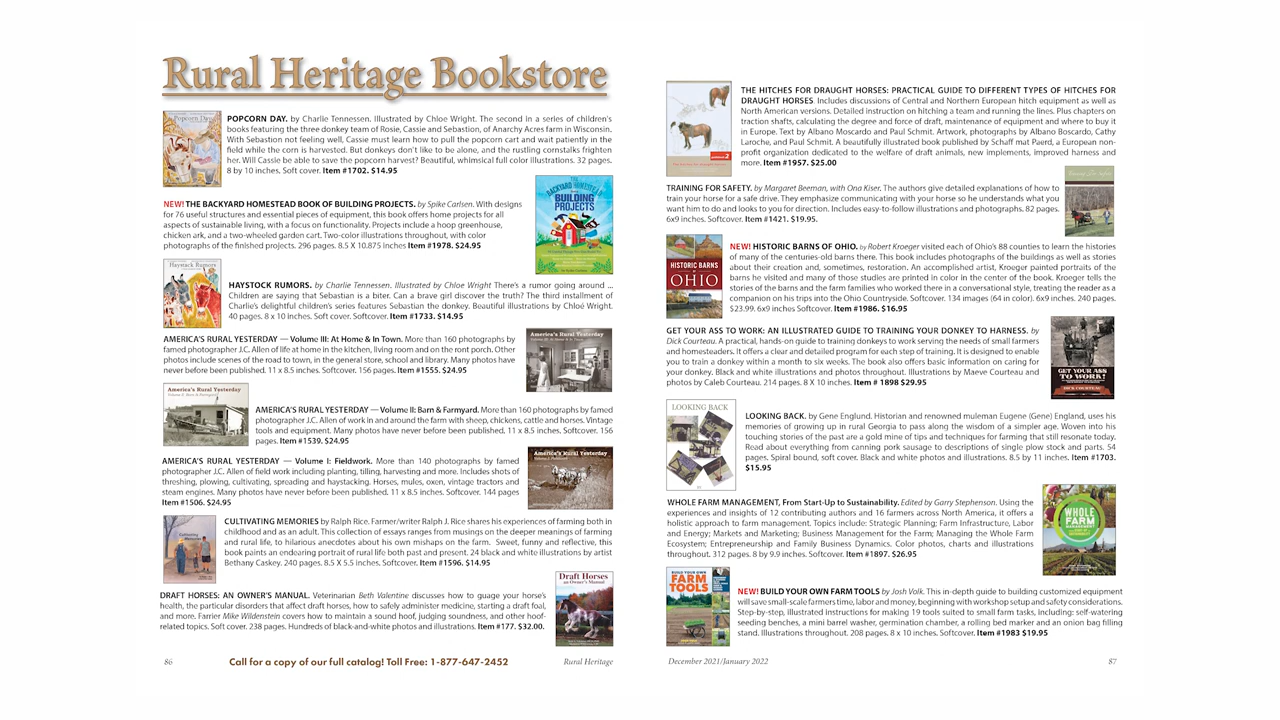 Rural Heritage Bookstore
POPCORN DAY. by Charlie Tennessen. Illustrated by Chloe Wright. The second in a series of children's
books featuring the three donkey team of Rosie, Cassie and Sebastion, of Anarchy Acres farm in Wisconsin.
With Sebastion not feeling well, Cassie must learn how to pull the popcorn cart and wait patiently in the
field while the corn is harvested. But donkeys don't like to be alone, and the rustling cornstalks frighten
her. Will Cassie be able to save the popcorn harvest? Beautiful, whimsical full color illustrations. 32 pages.
8 by 10 inches. Soft cover. Item #1702. $14.95
NEW! THE BACKYARD HOMESTEAD BOOK OF BUILDING PROJECTS. by Spike Carlsen. With designs
for 76 useful structures and essential pieces of equipment, this book offers home projects for all
aspects of sustainable living, with a focus on functionality. Projects include a hoop greenhouse,
chicken ark, and a two-wheeled garden cart. Two-color illustrations throughout, with color
photographs of the finished projects. 296 pages. 8.5 X 10.875 inches Item #1978. $24.95
HAYSTOCK RUMORS. by Charlie Tennessen. Illustrated by Chloe Wright There's a rumor going around ...
Children are saying that Sebastian is a biter. Can a brave girl discover the truth? The third installment of
Charlie's delightful children's series features Sebastian the donkey. Beautiful illustrations by Chloé Wright.
40 pages. 8 x 10 inches. Soft cover. Softcover. Item #1733. $14.95
AMERICA'S RURAL YESTERDAY — Volume III: At Home & In Town. More than 160 photographs by
famed photographer J.C. Allen of life at home in the kitchen, living room and on the ront porch. Other
photos include scenes of the road to town, in the general store, school and library. Many photos have
never before been published. 11 x 8.5 inches. Softcover. 156 pages. Item #1555. $24.95
AMERICA'S RURAL YESTERDAY — Volume II: Barn & Farmyard. More than 160 photographs by famed
photographer J.C. Allen of work in and around the farm with sheep, chickens, cattle and horses. Vintage
tools and equipment. Many photos have never before been published. 11 x 8.5 inches. Softcover. 156
pages. Item #1539. $24.95
AMERICA'S RURAL YESTERDAY — Volume I: Fieldwork. More than 140 photographs by famed
photographer J.C. Allen of field work including planting, tilling, harvesting and more. Includes shots of
threshing, plowing, cultivating, spreading and haystacking. Horses, mules, oxen, vintage tractors and
steam engines. Many photos have never before been published. 11 x 8.5 inches. Softcover. 144 pages
Item #1506. $24.95
CULTIVATING MEMORIES by Ralph Rice. Farmer/writer Ralph J. Rice shares his experiences of farming both in
childhood and as an adult. This collection of essays ranges from musings on the deeper meanings of farming
and rural life, to hilarious anecdotes about his own mishaps on the farm. Sweet, funny and reflective, this
book paints an endearing portrait of rural life both past and present. 24 black and white illustrations by artist
Bethany Caskey. 240 pages. 8.5 X 5.5 inches. Softcover. Item #1596. $14.95
DRAFT HORSES: AN OWNER'S MANUAL. Veterinarian Beth Valentine discusses how to guage your horse's
health, the particular disorders that affect draft horses, how to safely administer medicine, starting a draft foal,
and more. Farrier Mike Wildenstein covers how to maintain a sound hoof, judging soundness, and other hoof-
related topics. Soft cover. 238 pages. Hundreds of black-and-white photos and illustrations. Item #177. $32.00.
86
Call for a copy of our full catalog! Toll Free: 1-877-647-2452
Rural Heritage
Popcorn Day
BACKYARD HOMESTEAD
BUILDING PROJECTS
Haystack Rumors
America's Rural Yesterday
America's Rural Yesterday
America's Rural Yesterday
Draft Horses
an Owner's Manual
THE HITCHES FOR DRAUGHT HORSES: PRACTICAL GUIDE TO DIFFERENT TYPES OF HITCHES FOR
DRAUGHT HORSES. Includes discussions of Central and Northern European hitch equipment as well as
North American versions. Detailed instruction on hitching a team and running the lines. Plus chapters on
traction shafts, calculating the degree and force of draft, maintenance of equipment and where to buy it
in Europe. Text by Albano Moscardo and Paul Schmit. Artwork, photographs by Albano Boscardo, Cathy
Laroche, and Paul Schmit. A beautifully illustrated book published by Schaff mat Paerd, a European non-
profit organization dedicated to the welfare of draft animals, new implements, improved harness and
more. Item #1957. $25.00
TRAINING FOR SAFETY. by Margaret Beeman, with Ona Kiser. The authors give detailed explanations of how to
train your horse for a safe drive. They emphasize communicating with your horse so he understands what you
want him to do and looks to you for direction. Includes easy-to-follow illustrations and photographs. 82 pages.
6x9 inches. Softcover. Item #1421. $19.95.
NEW! HISTORIC BARNS OF OHIO. by Robert Kroeger visited each of Ohio's 88 counties to learn the histories
of many of the centuries-old barns there. This book includes photographs of the buildings as well as stories
about their creation and, sometimes, restoration. An accomplished artist, Kroeger painted portraits of the
barns he visited and many of those studies are printed in color in the center of the book. Kroeger tells the
stories of the barns and the farm families who worked there in a conversational style, treating the reader as a
companion on his trips into the Ohio Countryside. Softcover. 134 images (64 in color). 6x9 inches. 240 pages.
$23.99. 6x9 inches Softcover. Item #1986. $16.95
GET YOUR ASS TO WORK: AN ILLUSTRATED GUIDE TO TRAINING YOUR DONKEY TO HARNESS. by
Dick Courteau. A practical, hands-on guide to training donkeys to work serving the needs of small farmers
and homesteaders. It offers a clear and detailed program for each step of training. It is designed to enable
you to train a donkey within a month to six weeks. The book also offers basic information on caring for
your donkey. Black and white illustrations and photos throughout. Illustrations by Maeve Courteau and
photos by Caleb Courteau. 214 pages. 8 X 10 inches. Item # 1898 $29.95
LOOKING BACK. by Gene Englund. Historian and renowned muleman Eugene (Gene) England, uses his
memories of growing up in rural Georgia to pass along the wisdom of a simpler age. Woven into his
touching stories of the past are a gold mine of tips and techniques for farming that still resonate today.
Read about everything from canning pork sausage to descriptions of single plow stock and parts. 54
pages. Spiral bound, soft cover. Black and white photos and illustrations. 8.5 by 11 inches. Item #1703.
$15.95
WHOLE FARM MANAGEMENT, From Start-Up to Sustainability. Edited by Garry Stephenson. Using the
experiences and insights of 12 contributing authors and 16 farmers across North America, it offers a
holistic approach to farm management. Topics include: Strategic Planning; Farm Infrastructure, Labor
and Energy; Markets and Marketing; Business Management for the Farm; Managing the Whole Farm
Ecosystem; Entrepreneurship and Family Business Dynamics. Color photos, charts and illustrations
throughout. 312 pages. 8 by 9.9 inches. Softcover. Item #1897. $26.95
NEW! BUILD YOUR OWN FARM TOOLS by Josh Volk. This in-depth guide to building customized equipment
will save small-scale farmers time, labor and money, beginning with workshop setup and safety considerations.
Step-by-step, illustrated instructions for making 19 tools suited to small farm tasks, including: self-watering
seeding benches, a mini barrel washer, germination chamber, a rolling bed marker and an onion bag filling
stand. Illustrations throughout. 208 pages. 8 x 10 inches. Softcover. Item #1983 $19.95
December 2021/January 2022
87
HISTORIC BARNS
OHIO
GET YOUR ASS
TO WORK!
LOOKING BACK
WHOLE
FARM
MANAGEMENT
BUILD YOUR OWN
FARM
TOOLS